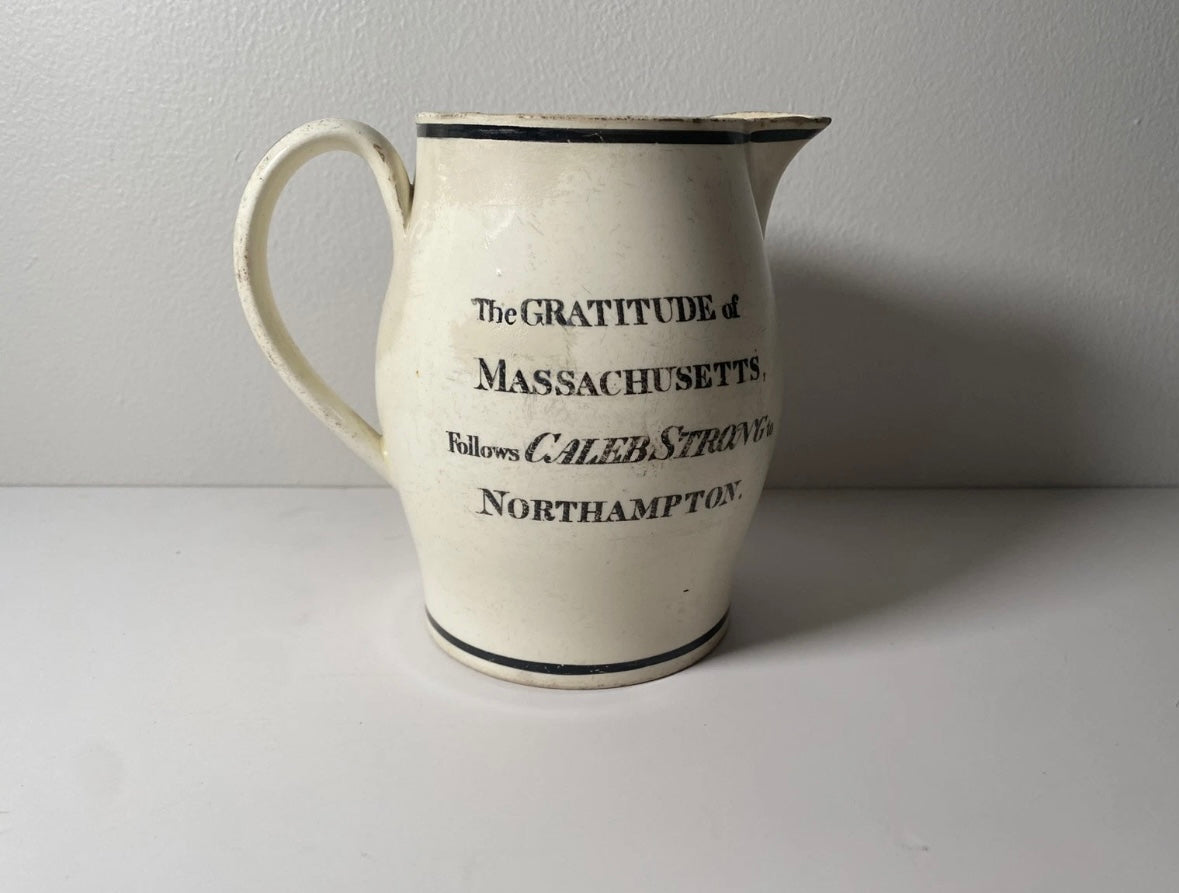 The GRATITUDE of
MASSACHUSETTS,
Follows CALEB STRONG to
NORTHAMPTON.